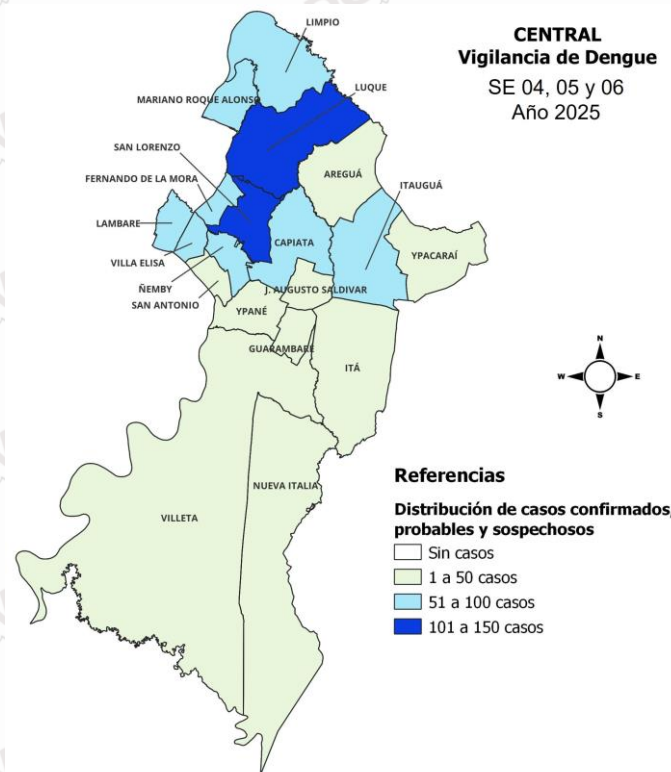 CENTRAL
Vigilancia de Dengue
SE 04, 05 y 06
Año 2025
LIMPIO
MARIANO ROQUE ALONSO
LUQUE
SAN LORENZO
FERNANDO DE LA MORA
AREGUÁ
ITAUGUÁ
LAMBARE
CAPIATA
YPACARAÍ
VILLA ELISA
ÑEMBY
J. AUGUSTO SALDIVAR
SAN ANTONIO
YPANÉ
GUARAMBARÉ
ITÁ
NUEVA ITALIA
VILLETA
N
W E
S
Referencias
Distribución de casos confirmados,
probables y sospechosos
Sin casos
1 a 50 casos
51 a 100 casos
101 a 150 casos